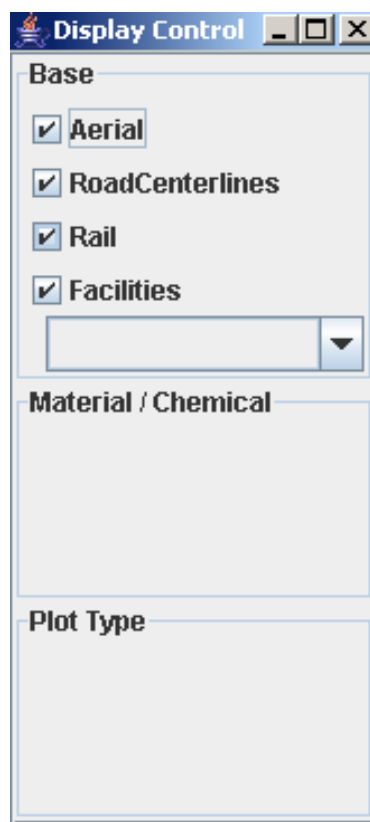 Display Control
Base
Aerial
RoadCenterlines
Rail
Facilities
Material / Chemical
Plot Type